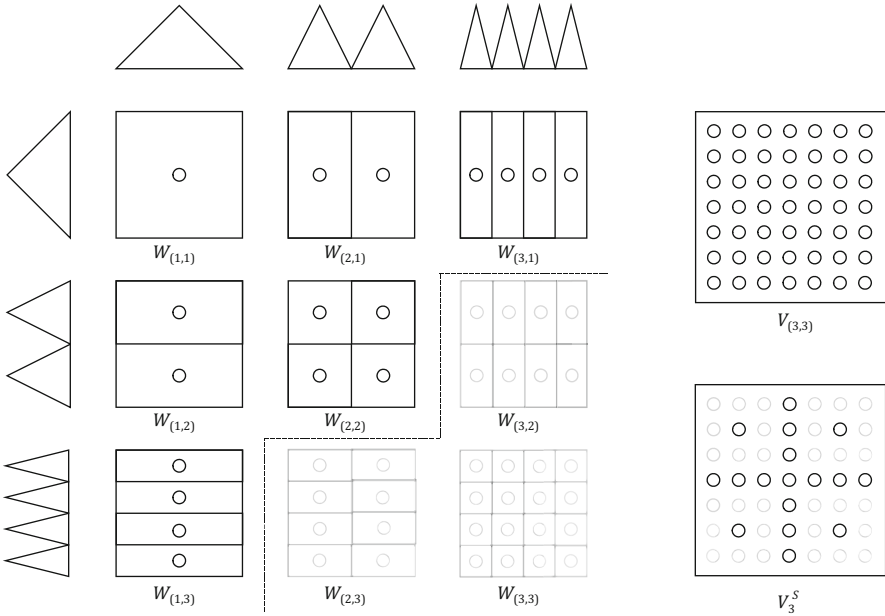 W(1,1)
W(2,1)
W(3,1)
V(3,3)
W(1,2)
W(2,2)
W(3,2)
W(1,3)
W(2,3)
W(3,3)
V₃ˢ